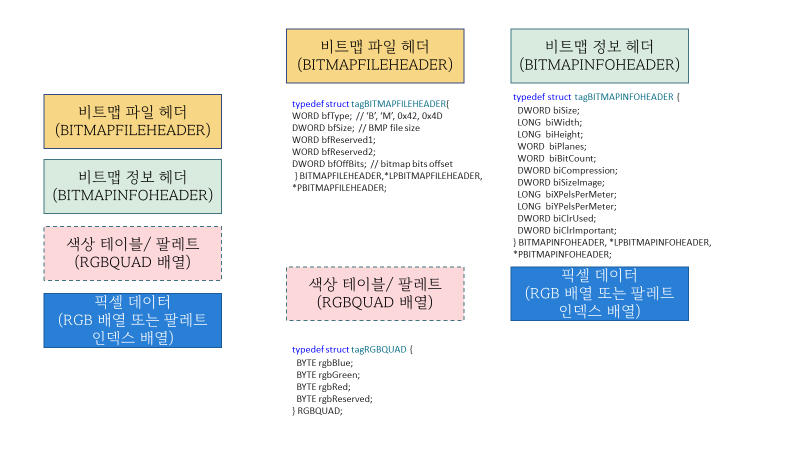 비트맵 파일 헤더
(BITMAPFILEHEADER)
비트맵 정보 헤더
(BITMAPINFOHEADER)
색상 테이블/ 팔레트
(RGBQUAD 배열)
픽셀 데이터
(RGB 배열 또는 팔레트
인덱스 배열)
비트맵 파일 헤더
(BITMAPFILEHEADER)
typedef struct tagBITMAPFILEHEADER{
WORD bfType; // 'B', 'M', 0x42, 0x4D
DWORD bfSize; // BMP file size
WORD bfReserved1;
WORD bfReserved2;
DWORD bfOffBits; // bitmap bits offset
} BITMAPFILEHEADER,*LPBITMAPFILEHEADER,
*PBITMAPFILEHEADER;
색상 테이블/ 팔레트
(RGBQUAD 배열)
typedef struct tagRGBQUAD {
BYTE rgbBlue;
BYTE rgbGreen;
BYTE rgbRed;
BYTE rgbReserved;
} RGBQUAD;
비트맵 정보 헤더
(BITMAPINFOHEADER)
typedef struct tagBITMAPINFOHEADER {
DWORD biSize;
LONG biWidth;
LONG biHeight;
WORD biPlanes;
WORD biBitCount;
DWORD biCompression;
DWORD biSizeImage;
LONG biXPelsPerMeter;
LONG biYPelsPerMeter;
DWORD biClrUsed;
DWORD biClrImportant;
} BITMAPINFOHEADER, *LPBITMAPINFOHEADER,
*PBITMAPINFOHEADER;
픽셀 데이터
(RGB 배열 또는 팔레트
인덱스 배열)